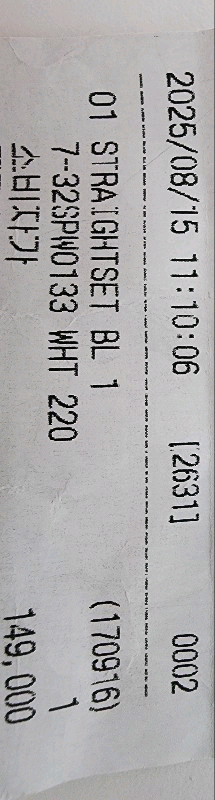 2025/08/15 11:10:06 [2631] 0002
01 STRAIGHTSET BL 1 (170916)
7-32SPW0133 WHT 220 1
소비자가 149,000